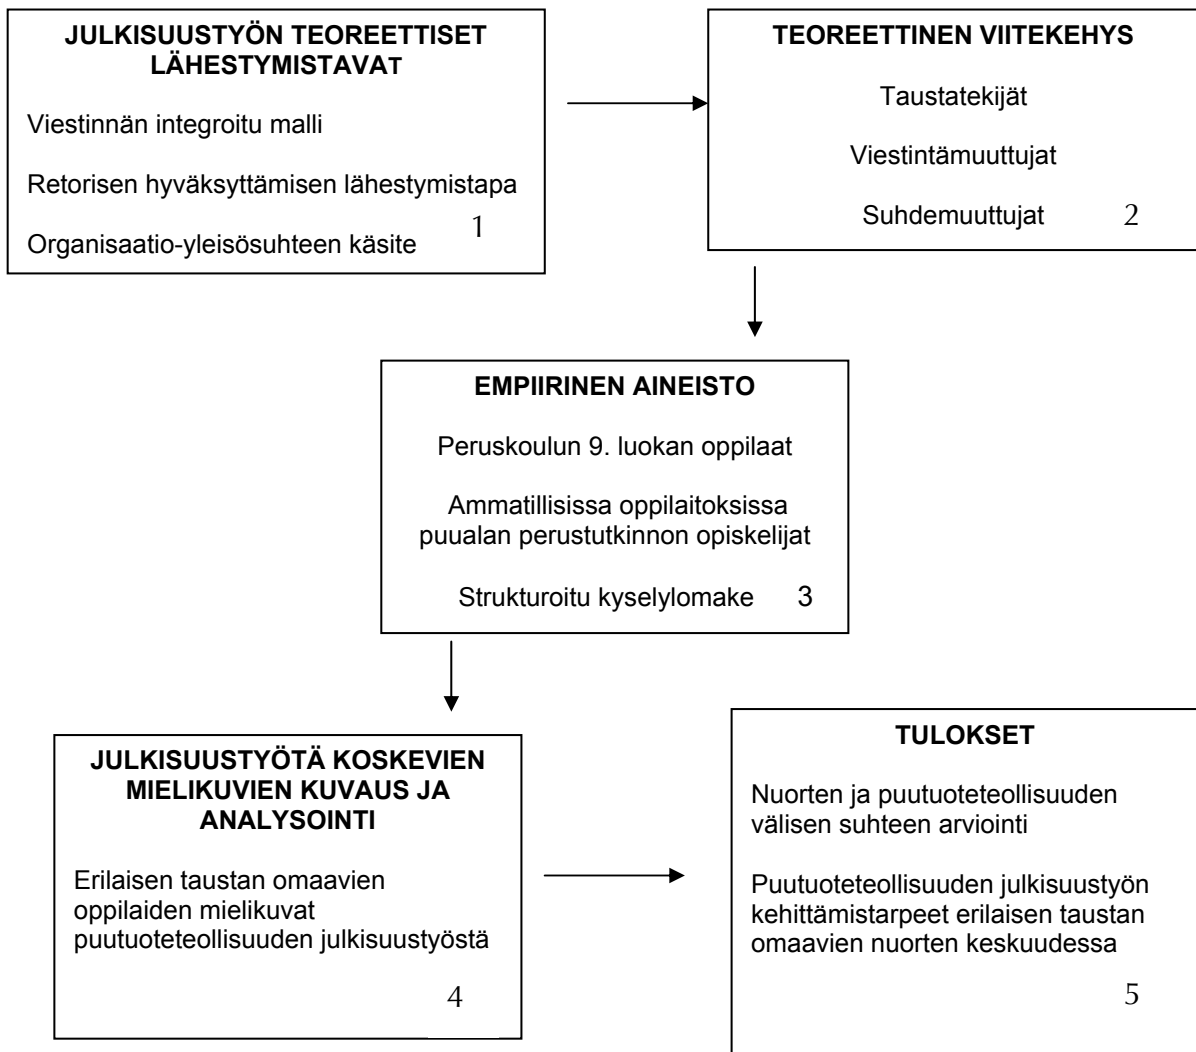 JULKISUUSTYÖN TEOREETTISET
LÄHESTYMISTAVAT
Viestinnän integroitu malli
Retorisen hyväksyttämisen lähestymistapa
Organisaatio-yleisösuhteen käsite
1
TEOREETTINEN VIITEKEHYS
Taustatekijät
Viestintämuuttujat
Suhdemuuttujat 2
EMPIIRINEN AINEISTO
Peruskoulun 9. luokan oppilaat
Ammatillisissa oppilaitoksissa
puualan perustutkinnon opiskelijat
Strukturoitu kyselylomake 3
JULKISUUSTYÖTÄ KOSKEVIEN
MIELIKUVIEN KUVAUS JA
ANALYSOINTI
Erilaisen taustan omaavien
oppilaiden mielikuvat
puutuoteteollisuuden julkisuustyöstä
4
TULOKSET
Nuorten ja puutuoteteollisuuden
välisen suhteen arviointi
Puutuoteteollisuuden julkisuustyön
kehittämistarpeet erilaisen taustan
omaavien nuorten keskuudessa
5